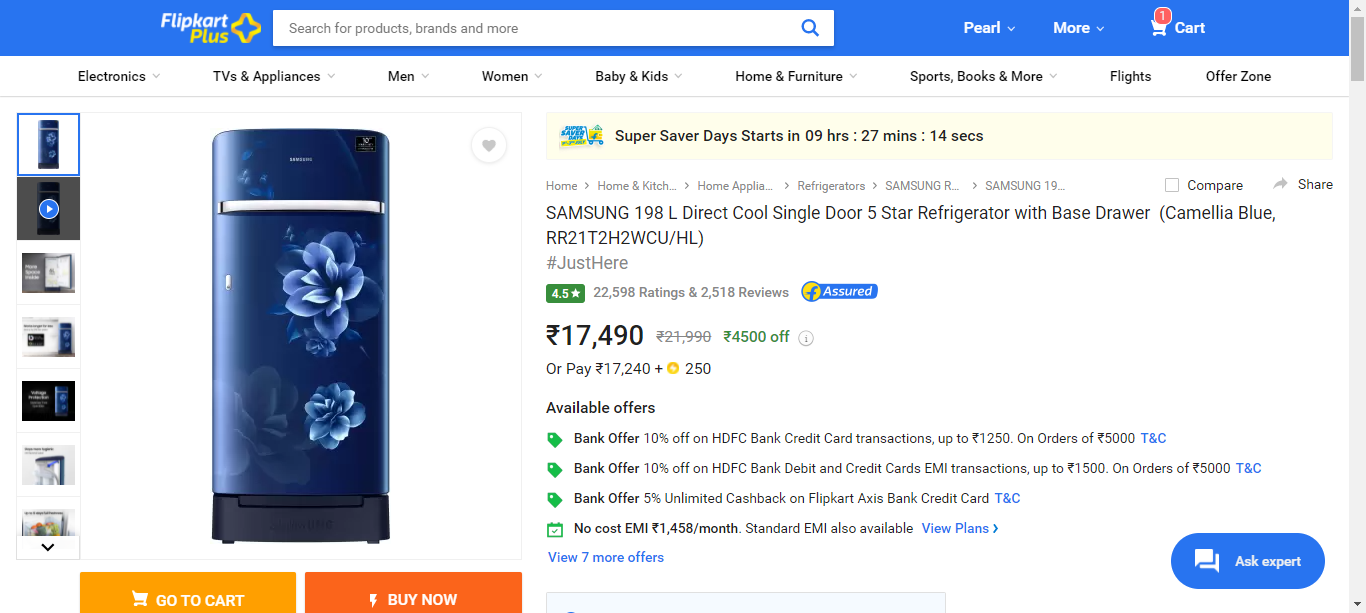 Flipkart
Plus
Search for products, brands and more
Pearl
More
1
Cart
Electronics
TVs & Appliances
Men
Women
Baby & Kids
Home & Furniture
Sports, Books & More
Flights
Offer Zone
SAMSUNG
SUPER
SAVER
DAYS
Super Saver Days Starts in 09 hrs : 27 mins : 14 secs
Home
Home & Kitch...
Home Applia...
Refrigerators
SAMSUNG R...
SAMSUNG 19...
Compare
Share
SAMSUNG 198 L Direct Cool Single Door 5 Star Refrigerator with Base Drawer (Camellia Blue,
RR21T2H2WCU/HL)
#JustHere
4.5★ 22,598 Ratings & 2,518 Reviews
Assured
₹17,490 ₹21,990 ₹4500 off
Or Pay ₹17,240 + 250
Available offers
Bank Offer 10% off on HDFC Bank Credit Card transactions, up to ₹1250. On Orders of ₹5000 T&C
Bank Offer 10% off on HDFC Bank Debit and Credit Cards EMI transactions, up to ₹1500. On Orders of ₹5000 T&C
Bank Offer 5% Unlimited Cashback on Flipkart Axis Bank Credit Card T&C
No cost EMI ₹1,458/month. Standard EMI also available View Plans
View 7 more offers
Ask expert
GO TO CART
BUY NOW